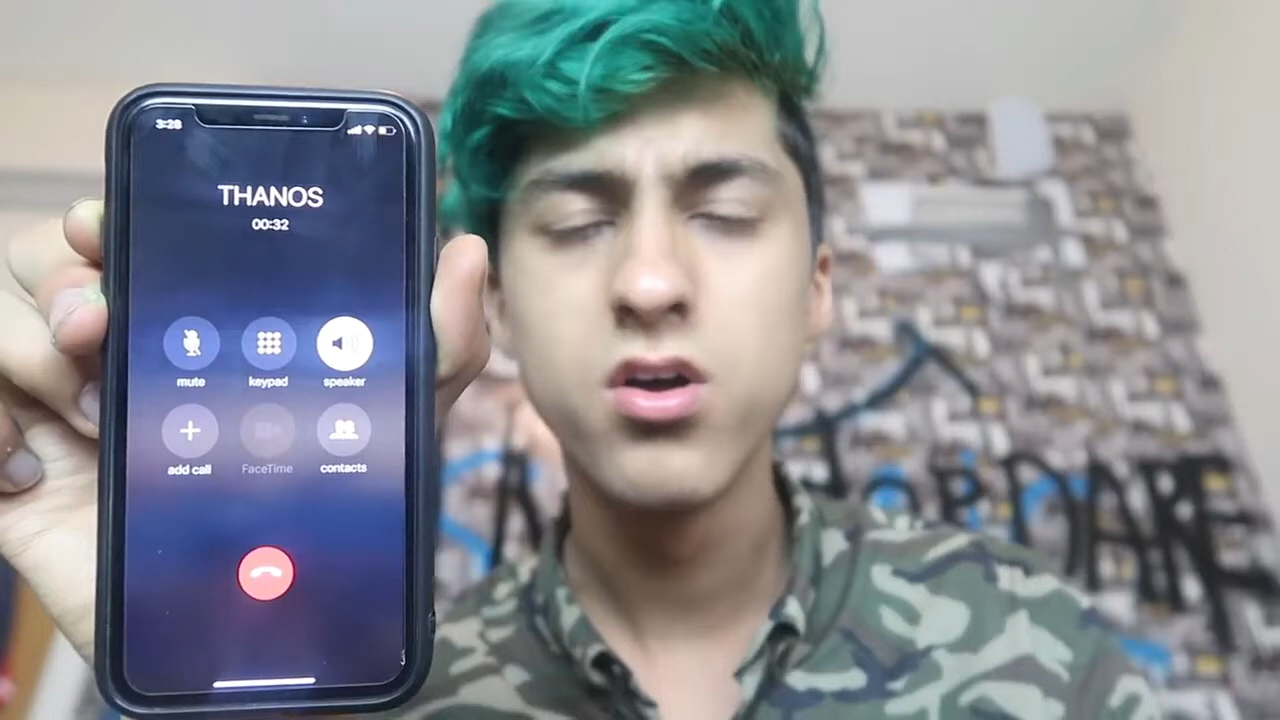 3:28
THANOS
00:32
mute keypad speaker
add call FaceTime contacts